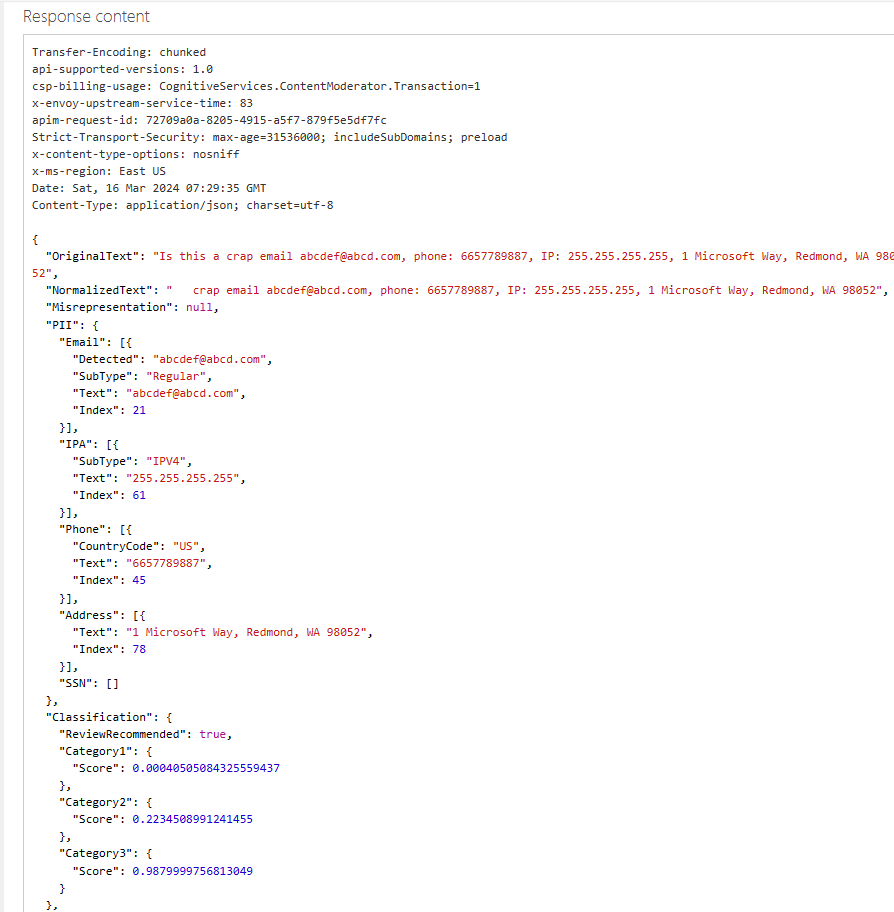 Response content
Transfer-Encoding: chunked
api-supported-versions: 1.0
csp-billing-usage: CognitiveServices.ContentModerator.Transaction=1
x-envoy-upstream-service-time: 83
apim-request-id: 72709a0a-8205-4915-a5f7-879f5e5df7fc
Strict-Transport-Security: max-age=31536000; includeSubDomains; preload
x-content-type-options: nosniff
x-ms-region: East US
Date: Sat, 16 Mar 2024 07:29:35 GMT
Content-Type: application/json; charset=utf-8
{
  "OriginalText": "Is this a crap email abcdef@abcd.com, phone: 6657789887, IP: 255.255.255.255, 1 Microsoft Way, Redmond, WA 980
52",
  "NormalizedText": "   crap email abcdef@abcd.com, phone: 6657789887, IP: 255.255.255.255, 1 Microsoft Way, Redmond, WA 98052",
  "Misrepresentation": null,
  "PII": {
    "Email": [{
      "Detected": "abcdef@abcd.com",
      "SubType": "Regular",
      "Text": "abcdef@abcd.com",
      "Index": 21
    }],
    "IPA": [{
      "SubType": "IPV4",
      "Text": "255.255.255.255",
      "Index": 61
    }],
    "Phone": [{
      "CountryCode": "US",
      "Text": "6657789887",
      "Index": 45
    }],
    "Address": [{
      "Text": "1 Microsoft Way, Redmond, WA 98052",
      "Index": 78
    }],
    "SSN": []
  },
  "Classification": {
    "ReviewRecommended": true,
    "Category1": {
      "Score": 0.00040505084325559437
    },
    "Category2": {
      "Score": 0.2234508991241455
    },
    "Category3": {
      "Score": 0.9879999756813049
    }
  },